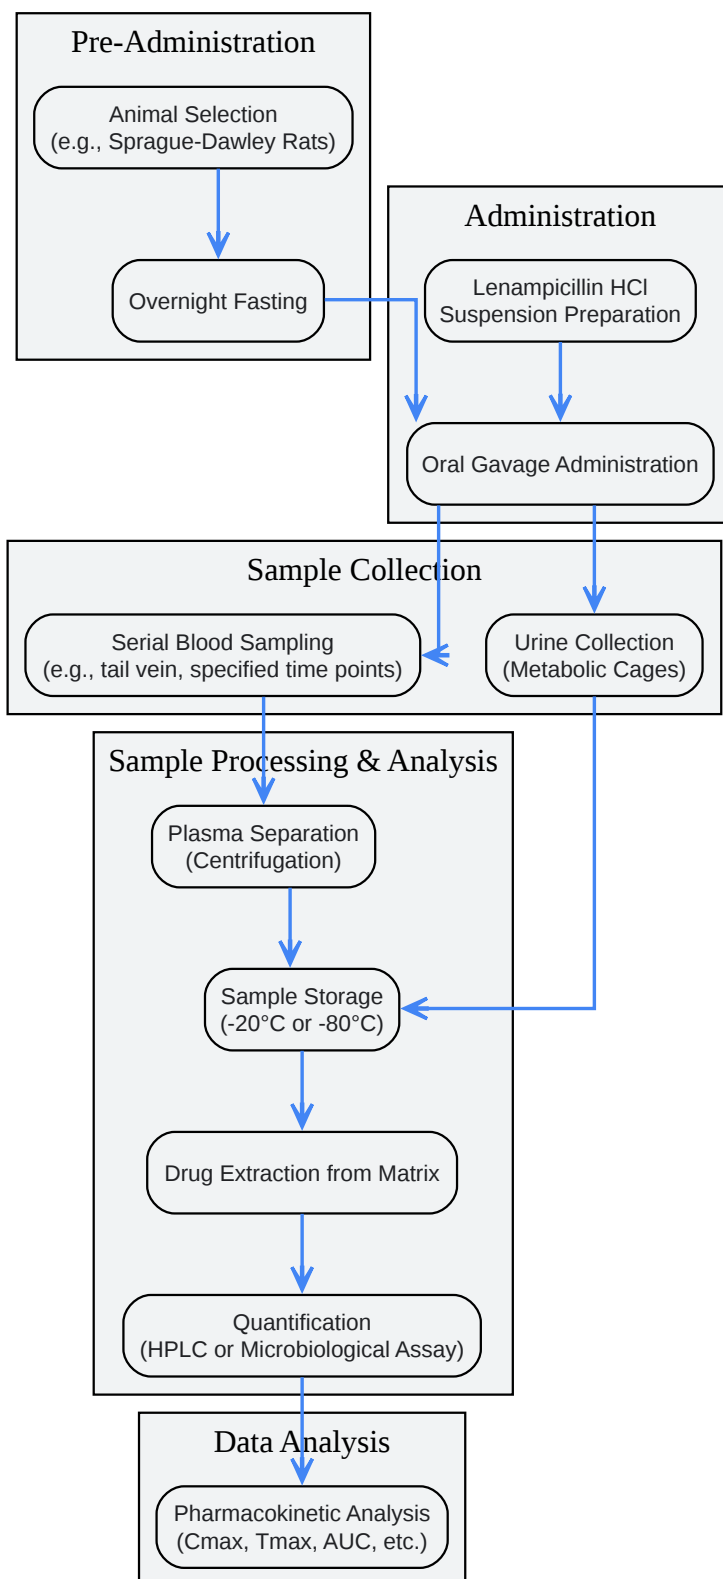 Pre-Administration
Animal Selection
(e.g., Sprague-Dawley Rats)
Overnight Fasting
Administration
Lenampicillin HCl
Suspension Preparation
Oral Gavage Administration
Sample Collection
Serial Blood Sampling
(e.g., tail vein, specified time points)
Urine Collection
(Metabolic Cages)
Sample Processing & Analysis
Plasma Separation
(Centrifugation)
Sample Storage
(-20°C or -80°C)
Drug Extraction from Matrix
Quantification
(HPLC or Microbiological Assay)
Data Analysis
Pharmacokinetic Analysis
(Cmax, Tmax, AUC, etc.)